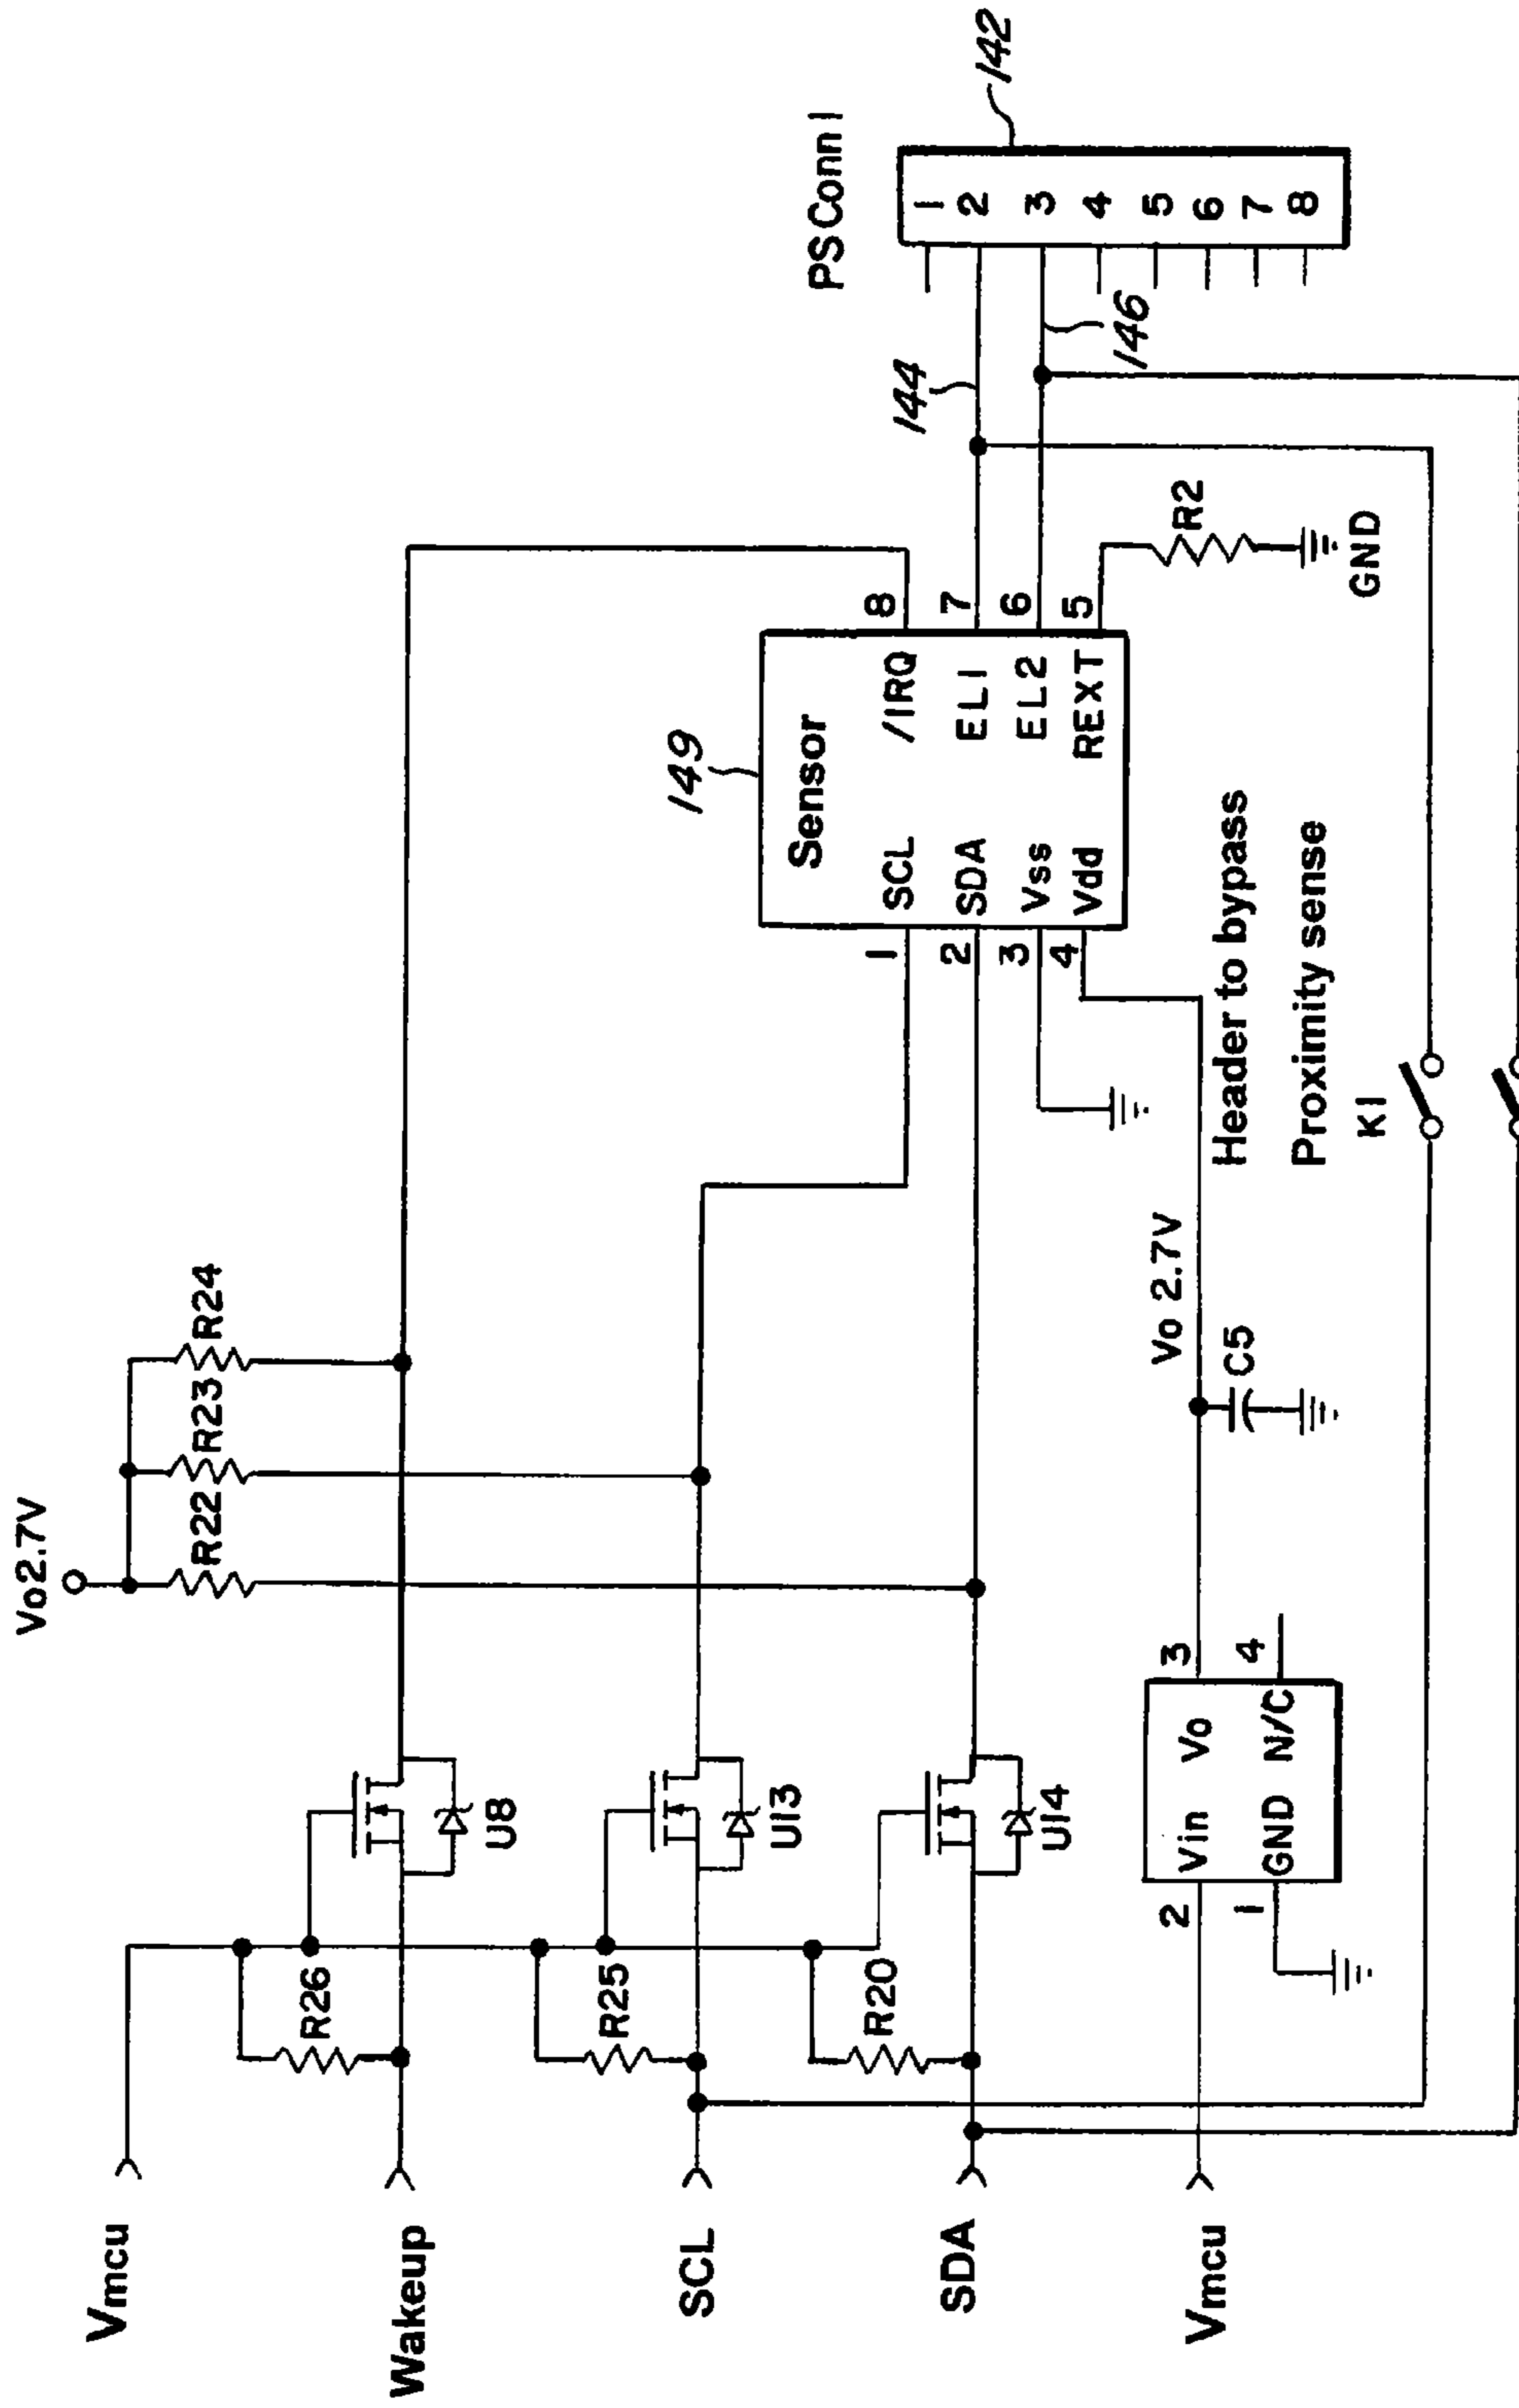 Vo2.7V
R22
R23
R24
Vmcu
Wakeup
SCL
SDA
Vmcu
R26
R25
R20
U8
U13
U14
149
Sensor
1 SCL
2 SDA
3 Vss
4 Vdd
/IRQ 8
EL1 7
EL2 6
REXT 5
R2
GND
144
146
PSConn1
142
1
2
3
4
5
6
7
8
2 Vin
1 GND
Vo 3
N/C 4
Vo 2.7V
C5
Header to bypass
Proximity sense
K1